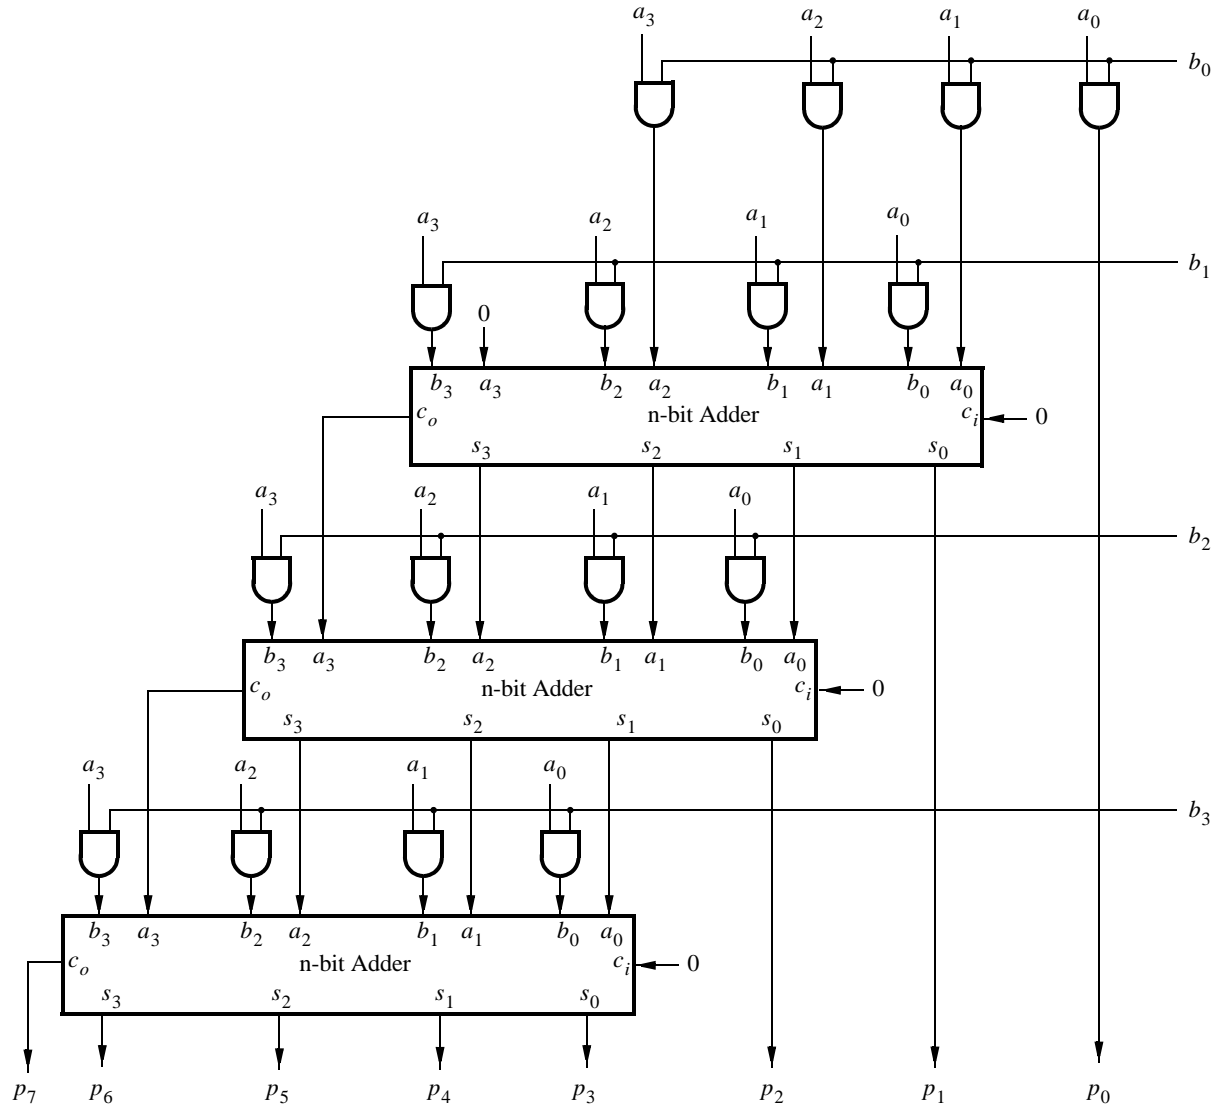 a3 a2 a1 a0
b0
a3 a2 a1 a0
b1
0
b3 a3 b2 a2 b1 a1 b0 a0
co n-bit Adder ci 0
s3 s2 s1 s0
a3 a2 a1 a0
b2
b3 a3 b2 a2 b1 a1 b0 a0
co n-bit Adder ci 0
s3 s2 s1 s0
a3 a2 a1 a0
b3
b3 a3 b2 a2 b1 a1 b0 a0
co n-bit Adder ci 0
s3 s2 s1 s0
p7 p6 p5 p4 p3 p2 p1 p0